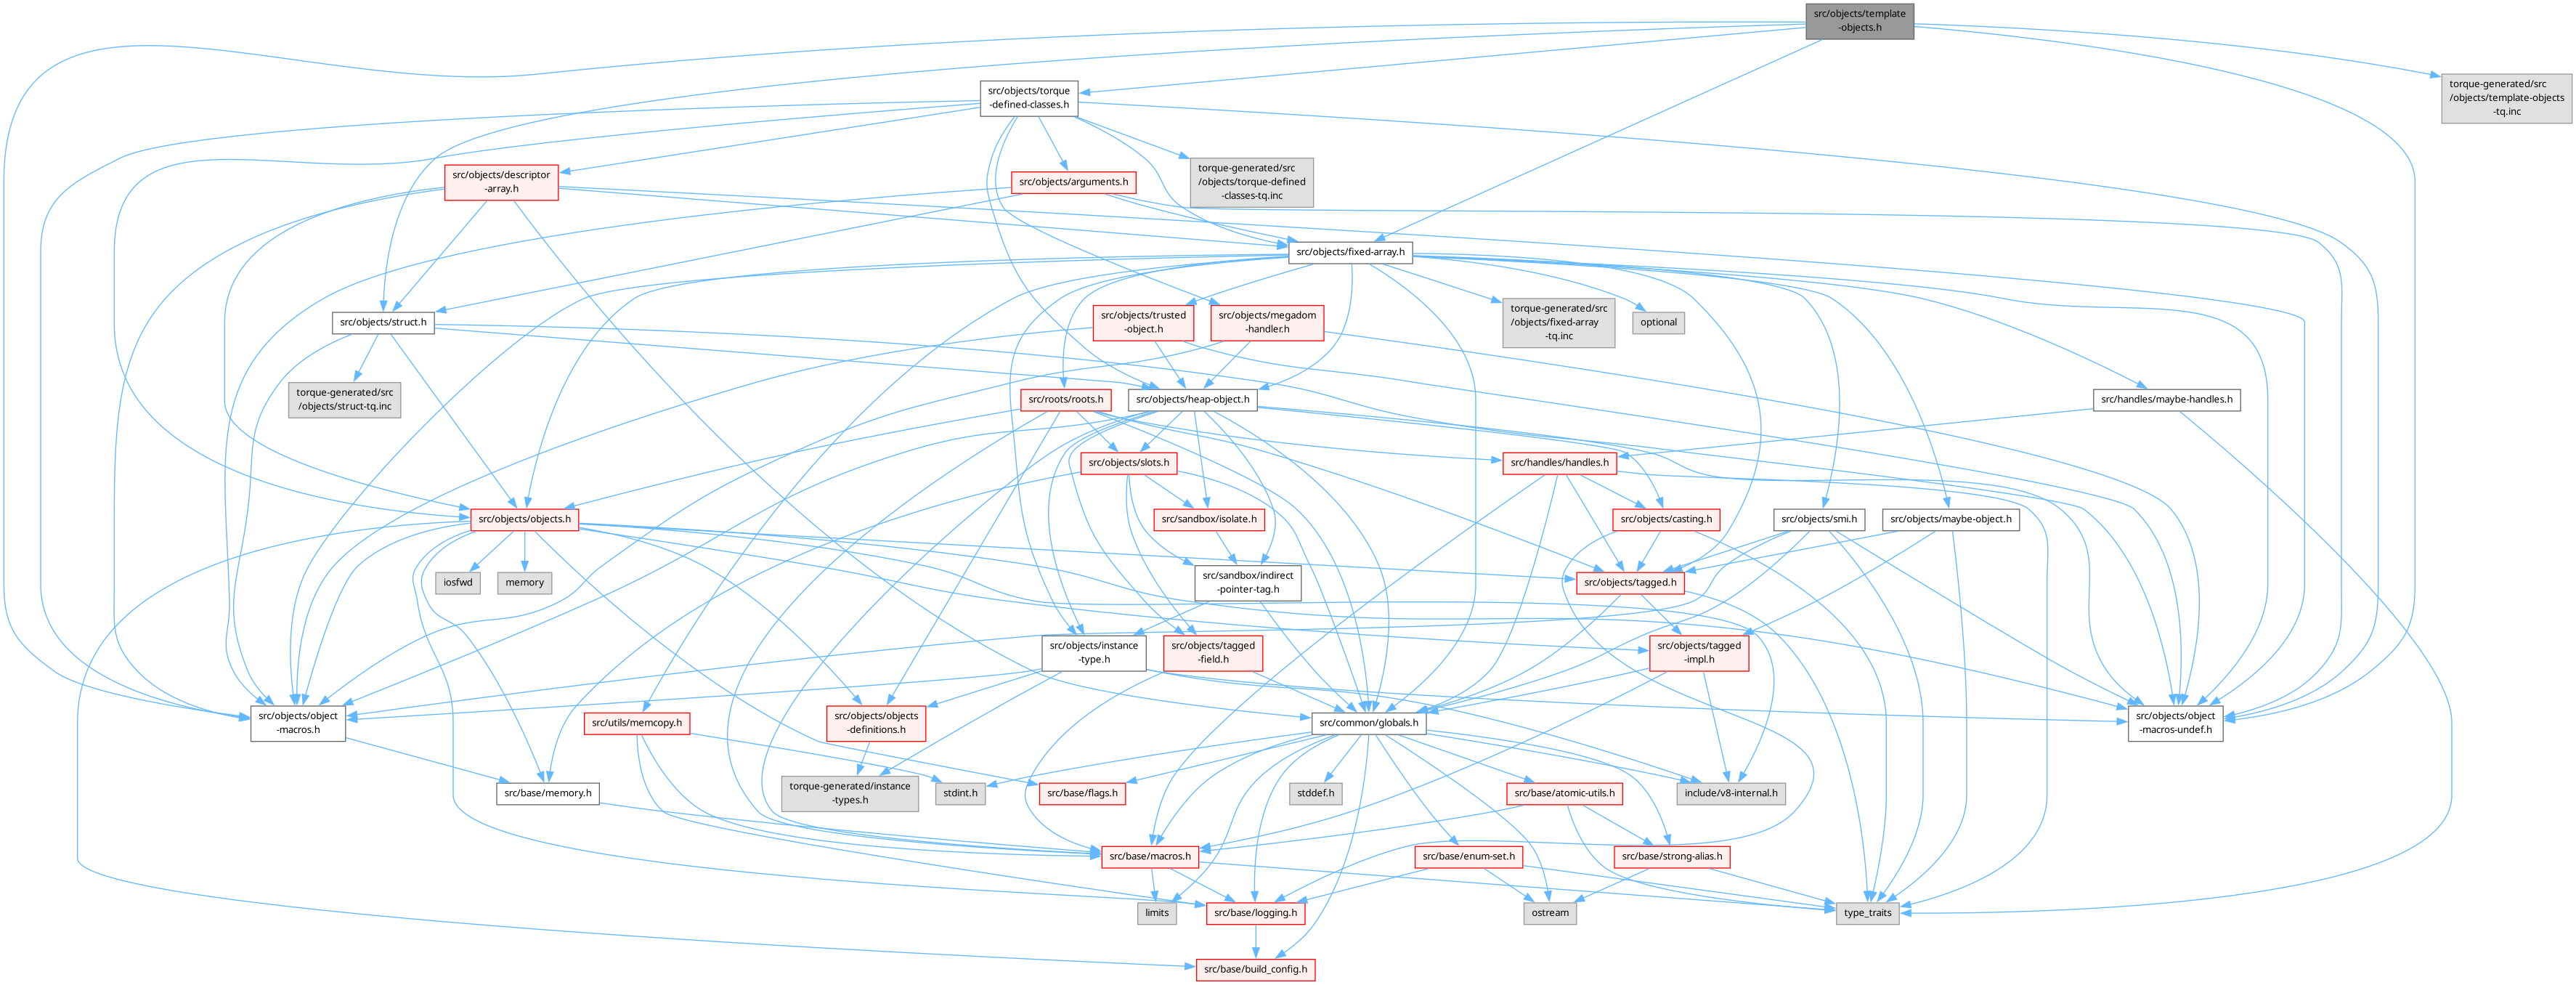 src/objects/template
-objects.h
torque-generated/src
/objects/template-objects
-tq.inc
src/objects/torque
-defined-classes.h
src/objects/descriptor
-array.h
src/objects/arguments.h
torque-generated/src
/objects/torque-defined
-classes-tq.inc
src/objects/fixed-array.h
src/objects/struct.h
src/objects/trusted
-object.h
src/objects/megadom
-handler.h
torque-generated/src
/objects/fixed-array
-tq.inc
optional
torque-generated/src
/objects/struct-tq.inc
src/roots/roots.h
src/objects/heap-object.h
src/handles/maybe-handles.h
src/objects/slots.h
src/handles/handles.h
src/objects/objects.h
src/sandbox/isolate.h
src/objects/casting.h
src/objects/smi.h
src/objects/maybe-object.h
iosfwd
memory
src/sandbox/indirect
-pointer-tag.h
src/objects/tagged.h
src/objects/instance
-type.h
src/objects/tagged
-field.h
src/objects/tagged
-impl.h
src/objects/object
-macros.h
src/utils/memcopy.h
src/objects/objects
-definitions.h
src/common/globals.h
src/objects/object
-macros-undef.h
src/base/memory.h
torque-generated/instance
-types.h
stdint.h
src/base/flags.h
stddef.h
src/base/atomic-utils.h
include/v8-internal.h
src/base/macros.h
src/base/enum-set.h
src/base/strong-alias.h
limits
src/base/logging.h
ostream
type_traits
src/base/build_config.h